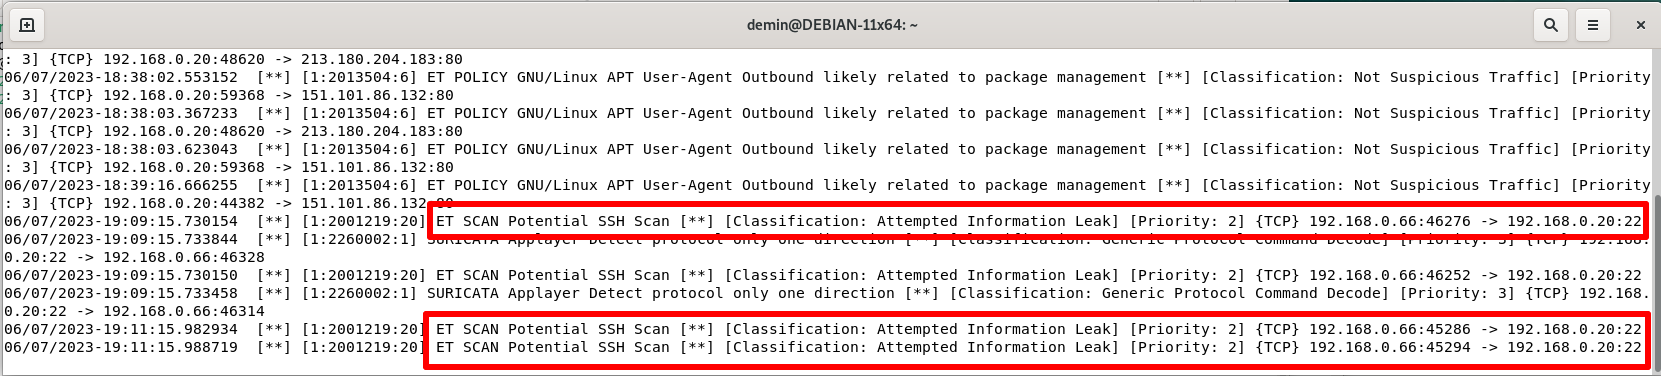 demin@DEBIAN-11x64: ~
: 3] {TCP} 192.168.0.20:48620 -> 213.180.204.183:80
06/07/2023-18:38:02.553152  [**] [1:2013504:6] ET POLICY GNU/Linux APT User-Agent Outbound likely related to package management [**] [Classification: Not Suspicious Traffic] [Priority
: 3] {TCP} 192.168.0.20:59368 -> 151.101.86.132:80
06/07/2023-18:38:03.367233  [**] [1:2013504:6] ET POLICY GNU/Linux APT User-Agent Outbound likely related to package management [**] [Classification: Not Suspicious Traffic] [Priority
: 3] {TCP} 192.168.0.20:48620 -> 213.180.204.183:80
06/07/2023-18:38:03.623043  [**] [1:2013504:6] ET POLICY GNU/Linux APT User-Agent Outbound likely related to package management [**] [Classification: Not Suspicious Traffic] [Priority
: 3] {TCP} 192.168.0.20:59368 -> 151.101.86.132:80
06/07/2023-18:39:16.666255  [**] [1:2013504:6] ET POLICY GNU/Linux APT User-Agent Outbound likely related to package management [**] [Classification: Not Suspicious Traffic] [Priority
: 3] {TCP} 192.168.0.20:44382 -> 151.101.86.132:80
06/07/2023-19:09:15.730154  [**] [1:2001219:20] ET SCAN Potential SSH Scan [**] [Classification: Attempted Information Leak] [Priority: 2] {TCP} 192.168.0.66:46276 -> 192.168.0.20:22
06/07/2023-19:09:15.733844  [**] [1:2260002:1] SURICATA Applayer Detect protocol only one direction [**] [Classification: Generic Protocol Command Decode] [Priority: 3] {TCP} 192.168.
0.20:22 -> 192.168.0.66:46328
06/07/2023-19:09:15.730150  [**] [1:2001219:20] ET SCAN Potential SSH Scan [**] [Classification: Attempted Information Leak] [Priority: 2] {TCP} 192.168.0.66:46252 -> 192.168.0.20:22
06/07/2023-19:09:15.733458  [**] [1:2260002:1] SURICATA Applayer Detect protocol only one direction [**] [Classification: Generic Protocol Command Decode] [Priority: 3] {TCP} 192.168.
0.20:22 -> 192.168.0.66:46314
06/07/2023-19:11:15.982934  [**] [1:2001219:20] ET SCAN Potential SSH Scan [**] [Classification: Attempted Information Leak] [Priority: 2] {TCP} 192.168.0.66:45286 -> 192.168.0.20:22
06/07/2023-19:11:15.988719  [**] [1:2001219:20] ET SCAN Potential SSH Scan [**] [Classification: Attempted Information Leak] [Priority: 2] {TCP} 192.168.0.66:45294 -> 192.168.0.20:22